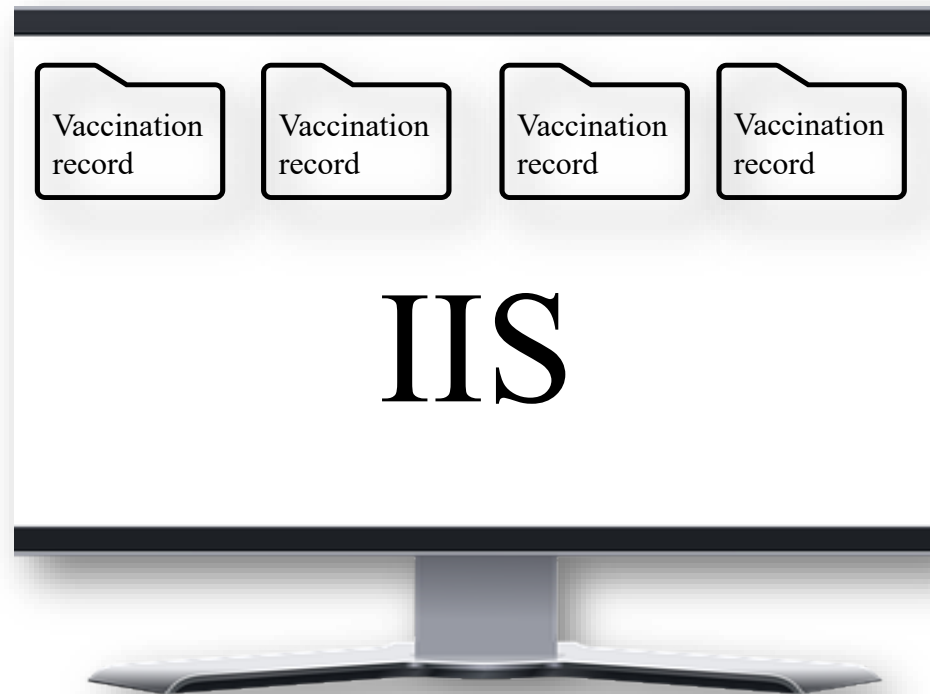 Vaccination
record
Vaccination
record
Vaccination
record
Vaccination
record
IIS